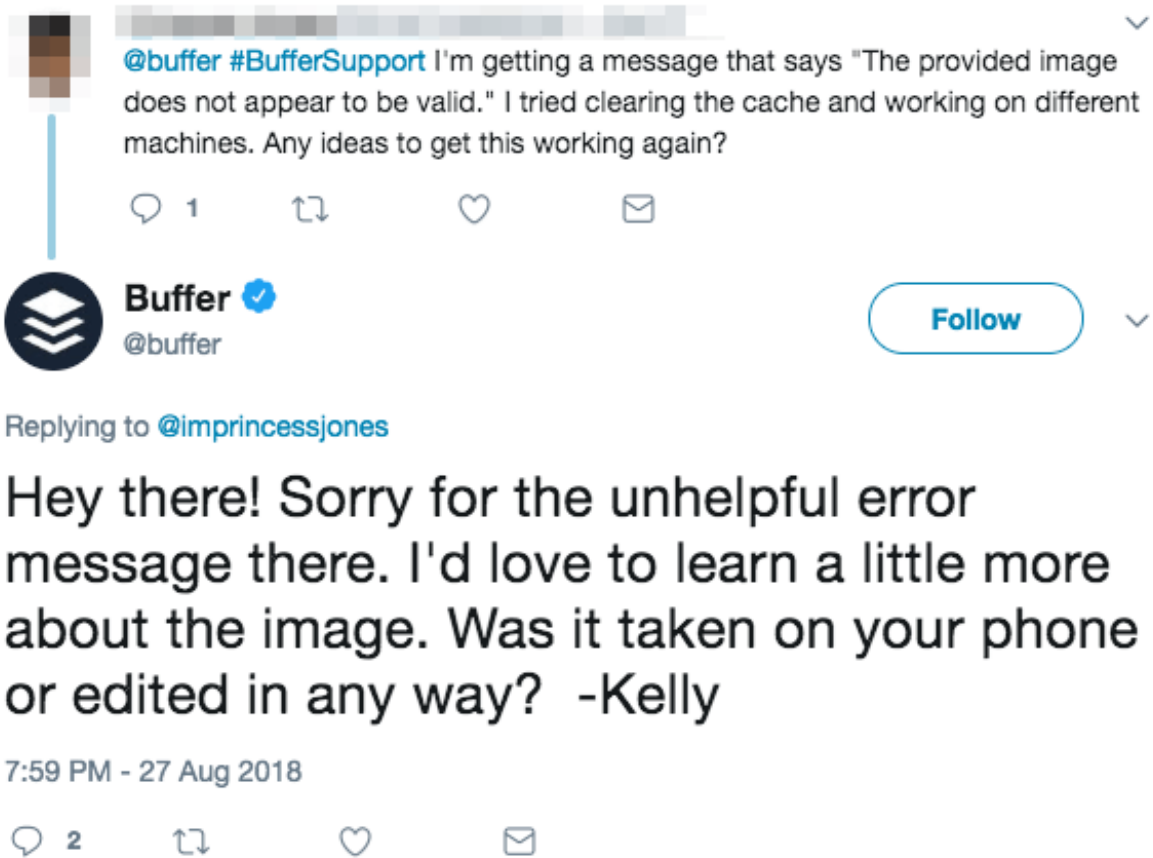 @buffer #BufferSupport I'm getting a message that says "The provided image
does not appear to be valid." I tried clearing the cache and working on different
machines. Any ideas to get this working again?
1
Buffer
@buffer
Follow
Replying to @imprincessjones
Hey there! Sorry for the unhelpful error
message there. I'd love to learn a little more
about the image. Was it taken on your phone
or edited in any way?  -Kelly
7:59 PM - 27 Aug 2018
2